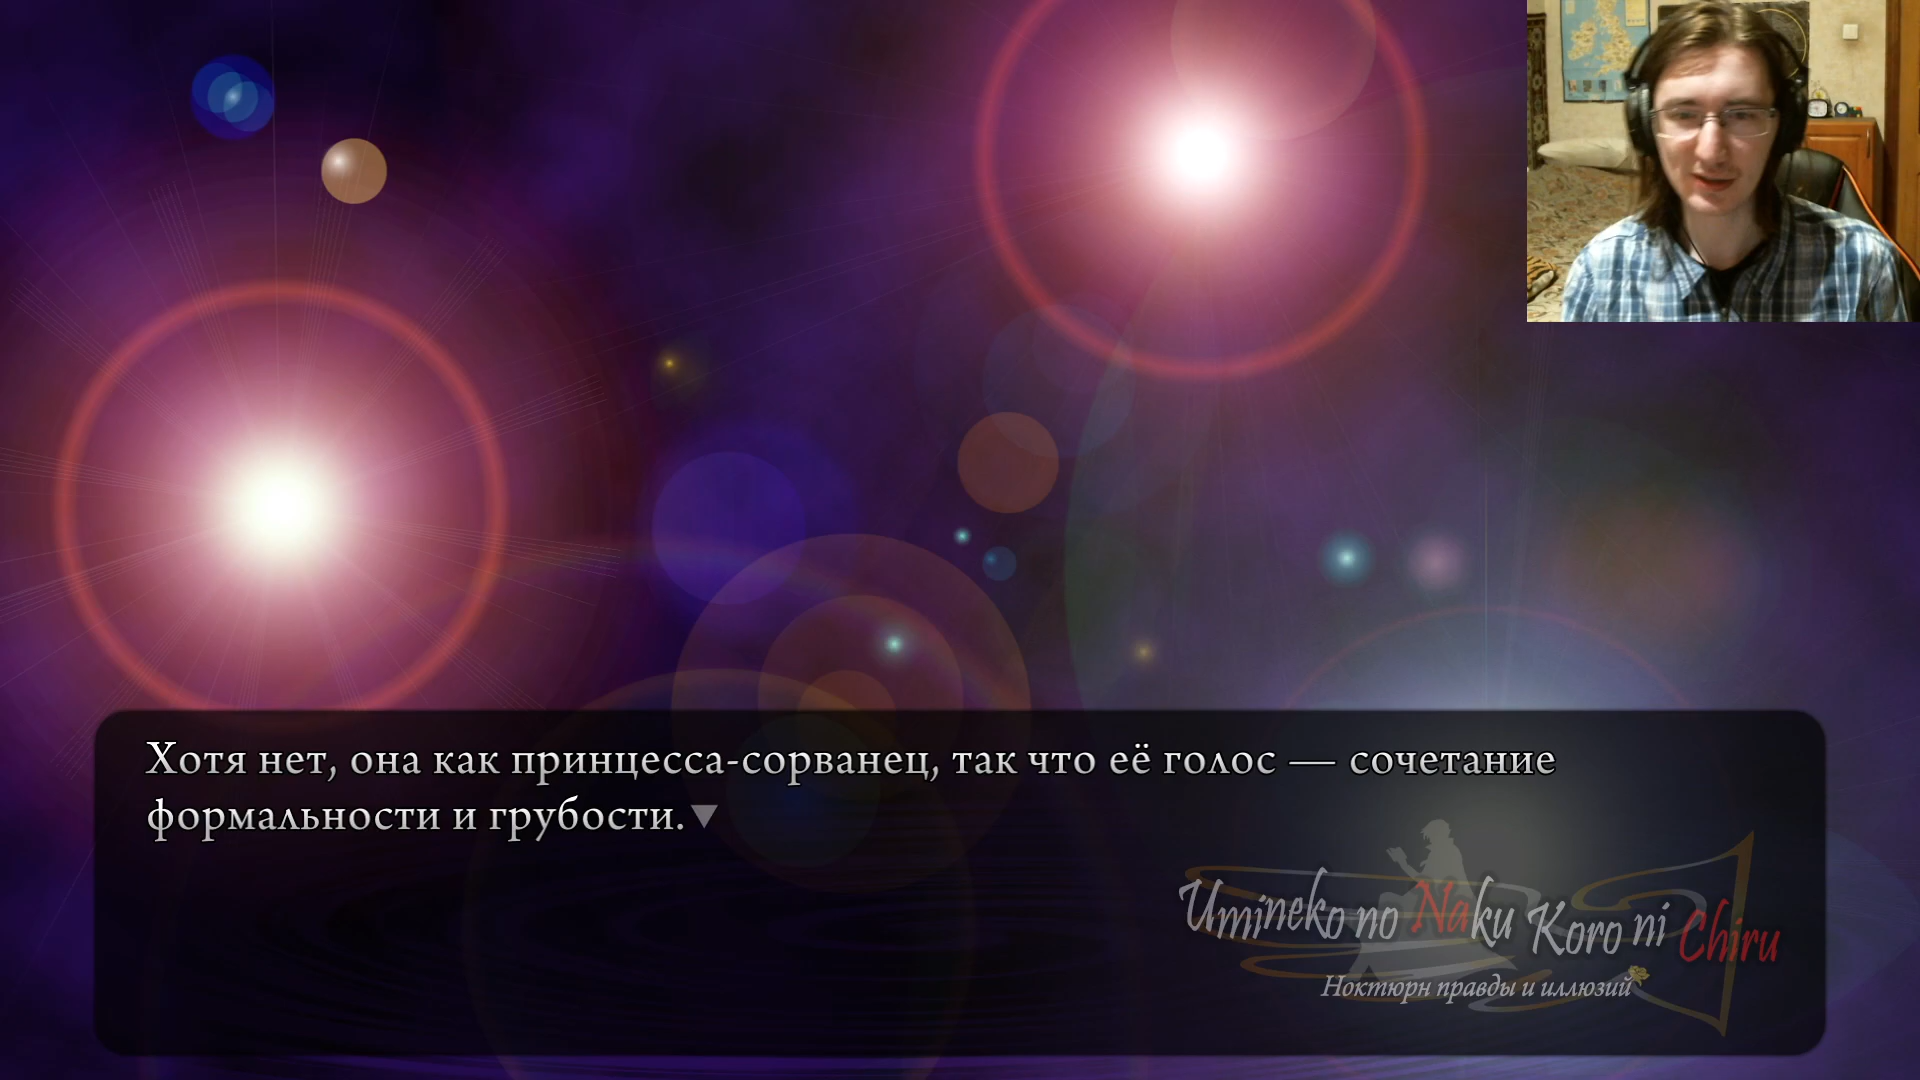 Хотя нет, она как принцесса-сорванец, так что её голос — сочетание
формальности и грубости.
Umineko no Naku Koro ni Chiru
Ноктюрн правды и иллюзий